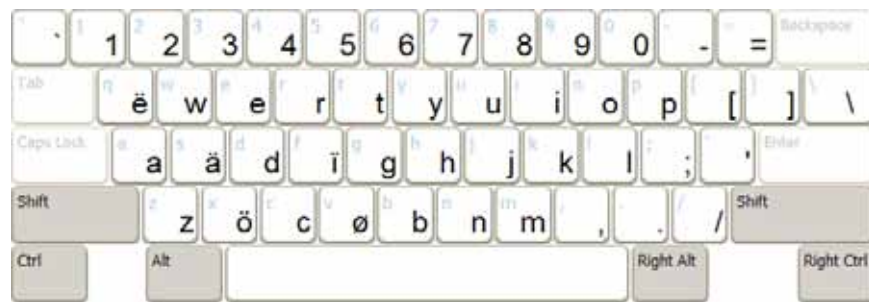 ` 1 2 3 4 5 6 7 8 9 0 - = Backspace
Tab ë w e r t y u i o p [ ] \
Caps Lock a ä d ï g h j k l ; ' Enter
Shift z ö c ø b n m , . / Shift
Ctrl Alt Right Alt Right Ctrl